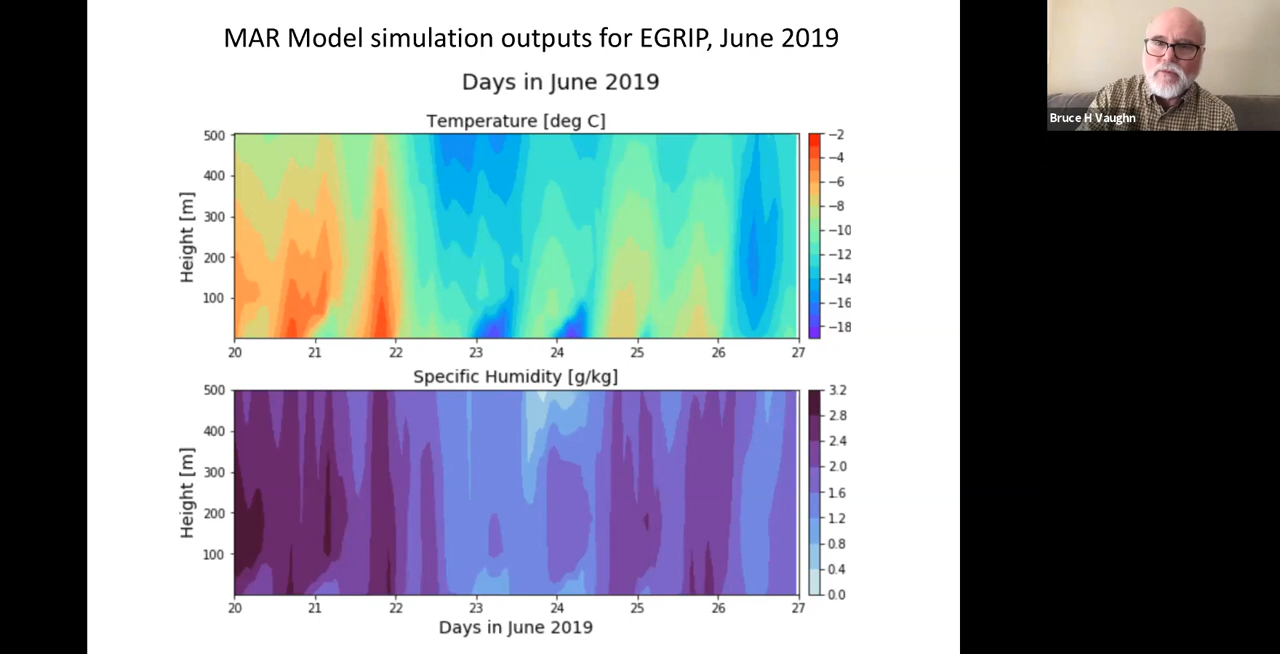 MAR Model simulation outputs for EGRIP, June 2019
Days in June 2019
Temperature [deg C]
Height [m]
500
400
300
200
100
20 21 22 23 24 25 26 27
−2
−4
−6
−8
−10
−12
−14
−16
−18
Specific Humidity [g/kg]
Height [m]
500
400
300
200
100
20 21 22 23 24 25 26 27
3.2
2.8
2.4
2.0
1.6
1.2
0.8
0.4
0.0
Days in June 2019
Bruce H Vaughn